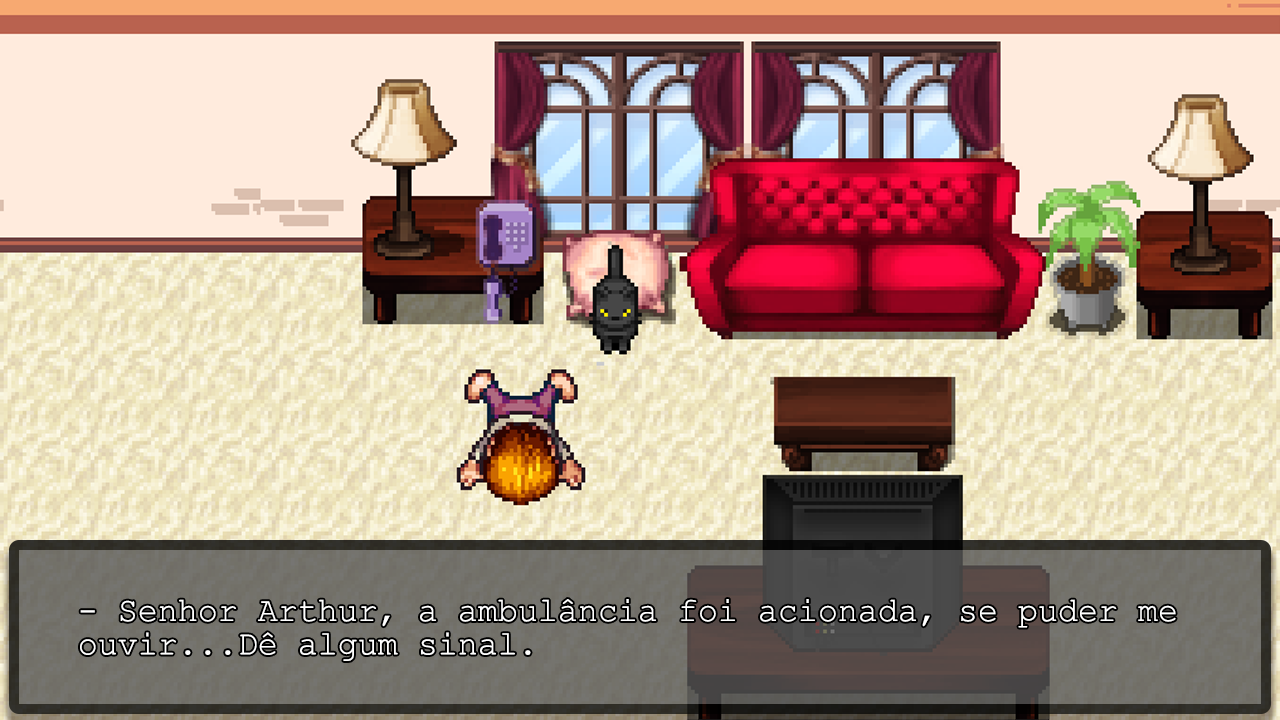 - Senhor Arthur, a ambulância foi acionada, se puder me
ouvir...Dê algum sinal.